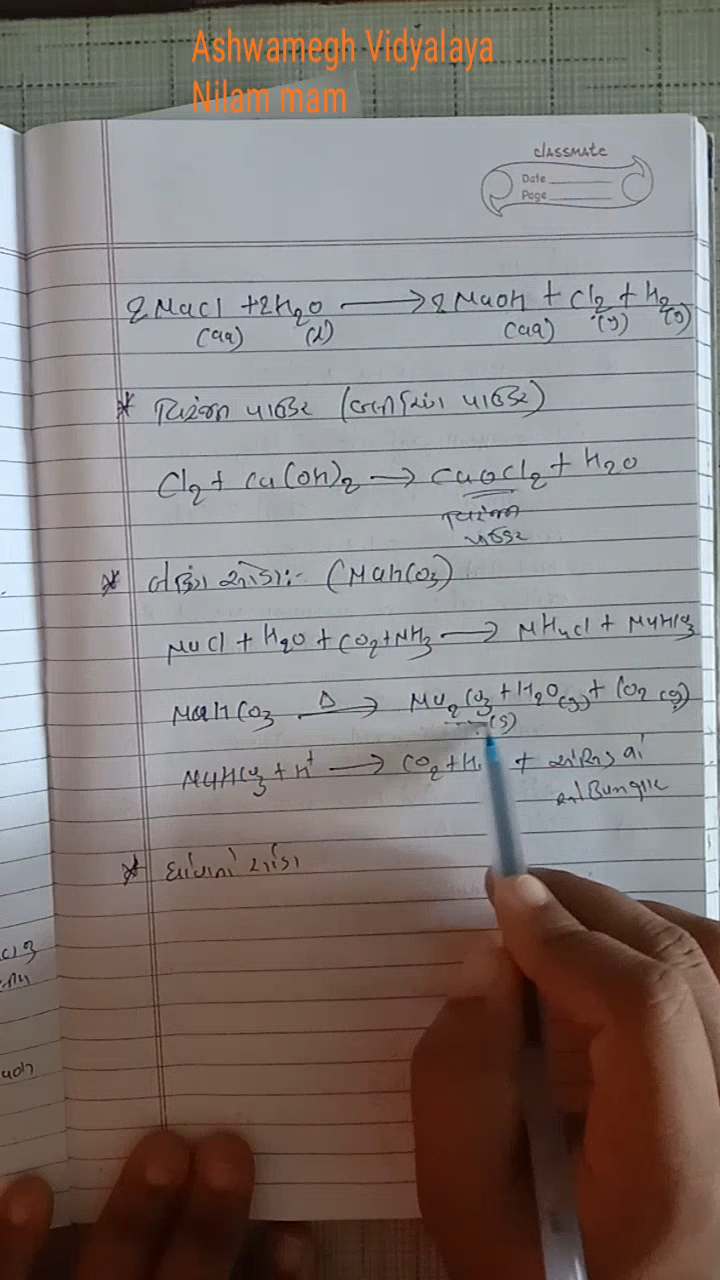 Ashwamegh Vidyalaya
Nilam mam
classmate
Date
Page
2NaCl + 2H₂O ⟶ 2NaOH + Cl₂ + H₂
(aq) (l) (aq) (g) (g)
* વિરંજન પાઉડર (બ્લીચિંગ પાઉડર)
Cl₂ + Ca(OH)₂ → CaOCl₂ + H₂O
વિરંજન
પાઉડર
* બેકિંગ સોડા:- (NaHCO₃)
NaCl + H₂O + CO₂ + NH₃ ⟶ NH₄Cl + NaHCO₃
NaHCO₃ —Δ→ Na₂CO₃ + H₂O(g) + CO₂(g)
(s)
NaHCO₃ + H⁺ ⟶ CO₂ + H + એસિડનો
* ધોવાનો સોડા